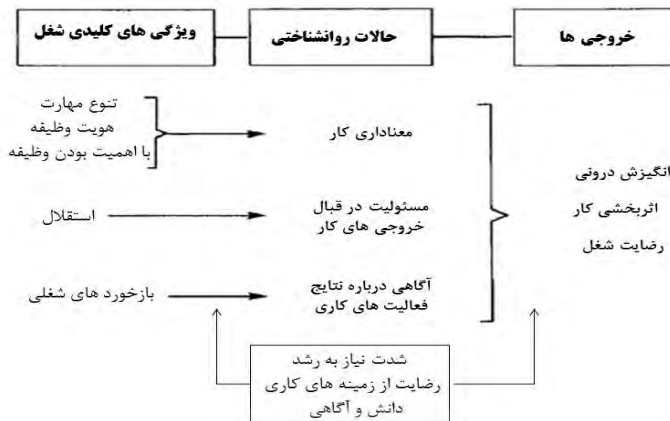 ویژگی های کلیدی شغل
حالات روانشناختی
خروجی ها
تنوع مهارت
هویت وظیفه
با اهمیت بودن وظیفه
معناداری کار
استقلال
مسئولیت در قبال
خروجی های کار
بازخورد های شغلی
آگاهی درباره نتایج
فعالیت های کاری
انگیزش درونی
اثربخشی کار
رضایت شغل
شدت نیاز به رشد
رضایت از زمینه های کاری
دانش و آگاهی